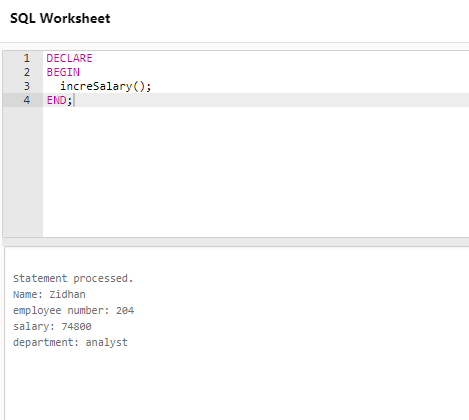 SQL Worksheet
1 DECLARE
2 BEGIN
3 increSalary();
4 END;
Statement processed.
Name: Zidhan
employee number: 204
salary: 74800
department: analyst